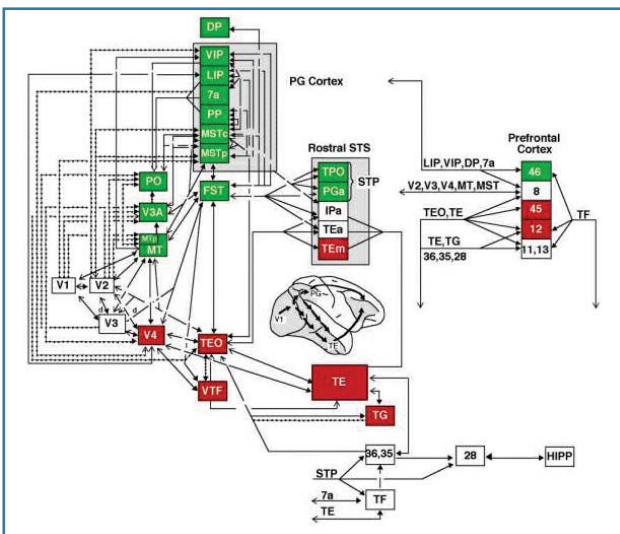 DP
VIP
LIP
7a
PP
MSTc
MSTp
PG Cortex
PO
FST
V3A
MTp
MT
V1
V2
V3
d
d
V4
TEO
VTF
Rostral STS
TPO
PGa
STP
IPa
TEa
TEm
V1
PG
TE
TE
TG
Prefrontal
Cortex
LIP,VIP,DP,7a
46
V2,V3,V4,MT,MST
8
TEO,TE
45
TF
12
TE,TG
11,13
36,35,28
36,35
28
HIPP
STP
7a
TF
TE